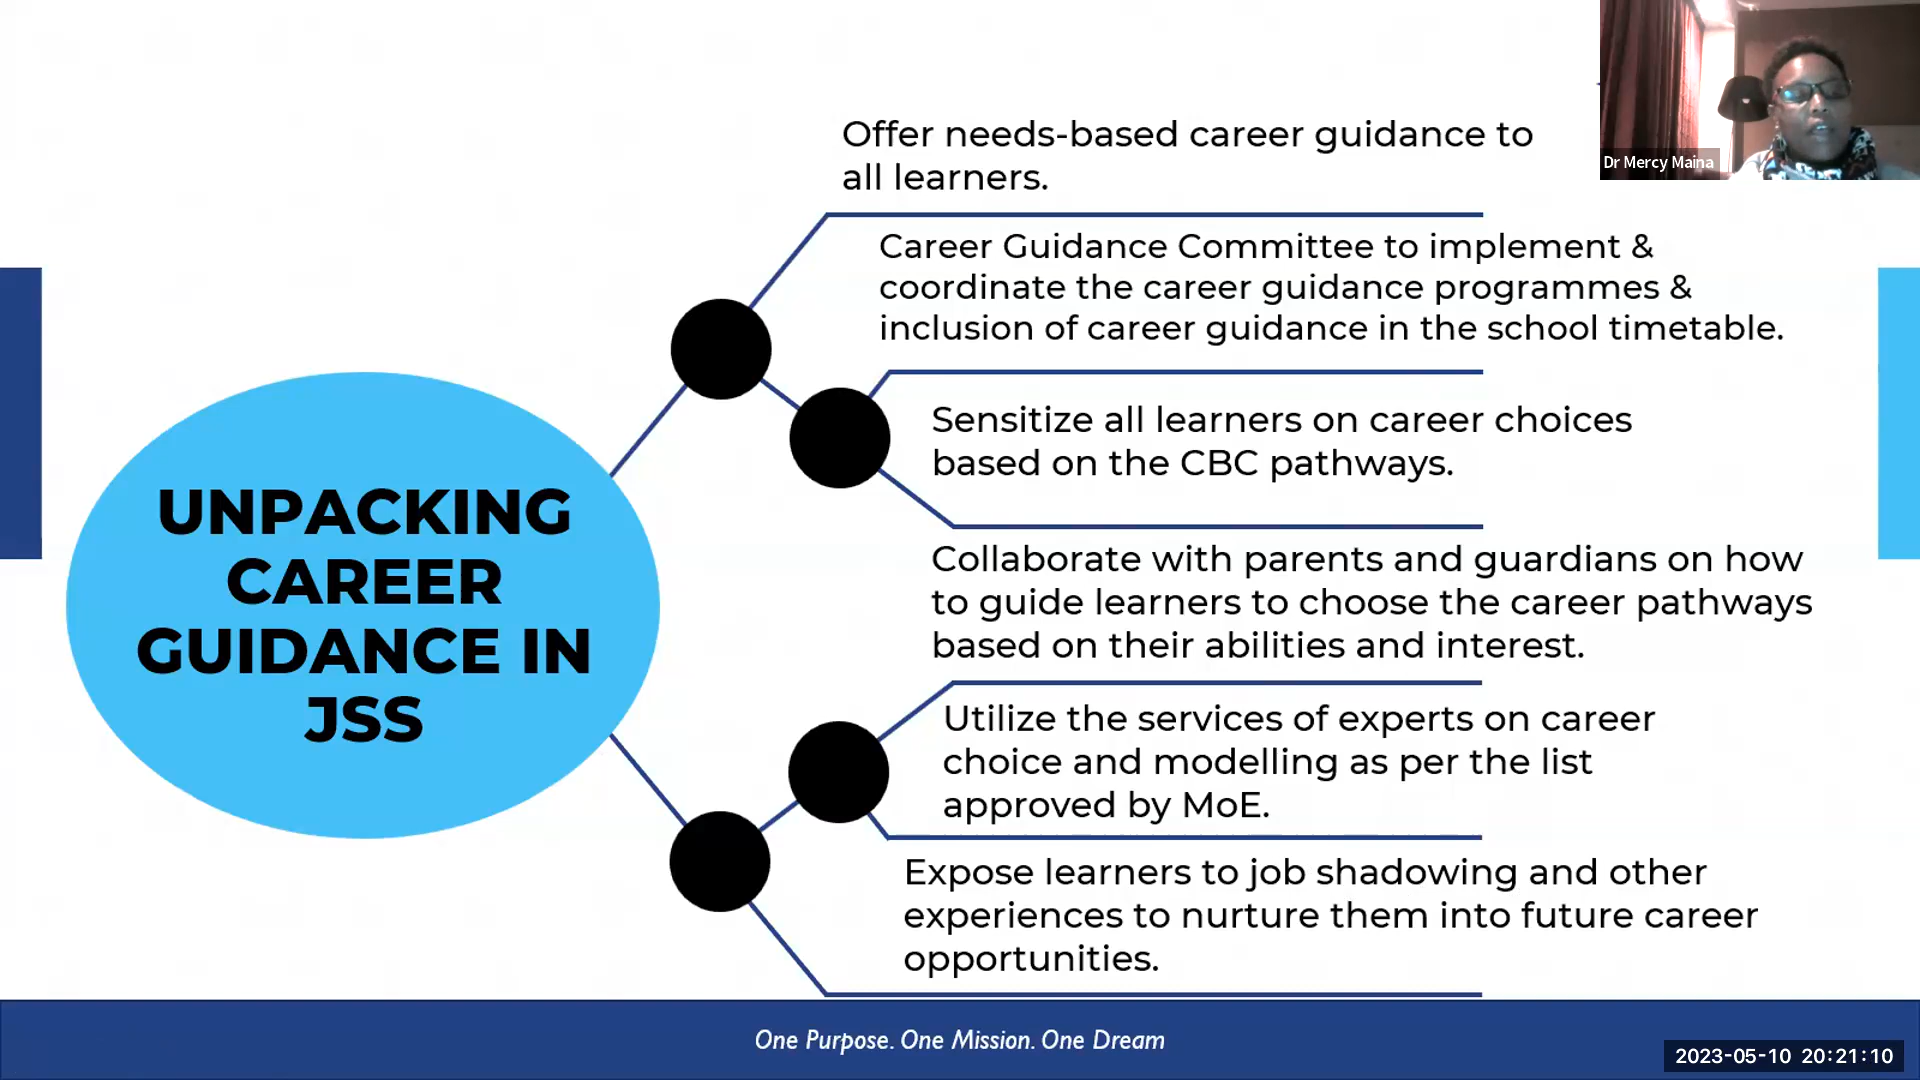 Offer needs-based career guidance to
all learners.
Dr Mercy Maina
Career Guidance Committee to implement &
coordinate the career guidance programmes &
inclusion of career guidance in the school timetable.
Sensitize all learners on career choices
based on the CBC pathways.
UNPACKING
CAREER
GUIDANCE IN
JSS
Collaborate with parents and guardians on how
to guide learners to choose the career pathways
based on their abilities and interest.
Utilize the services of experts on career
choice and modelling as per the list
approved by MoE.
Expose learners to job shadowing and other
experiences to nurture them into future career
opportunities.
One Purpose. One Mission. One Dream
2023-05-10 20:21:10